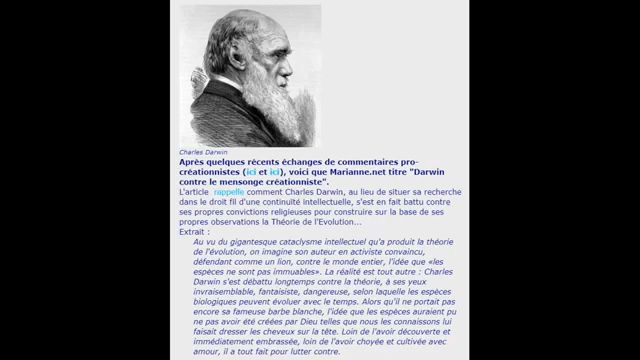 Charles Darwin
Après quelques récents échanges de commentaires pro-
créationnistes (ici et ici), voici que Marianne.net titre "Darwin
contre le mensonge créationniste".
L'article rappelle comment Charles Darwin, au lieu de situer sa recherche
dans le droit fil d'une continuité intellectuelle, s'est en fait battu contre
ses propres convictions religieuses pour construire sur la base de ses
propres observations la Théorie de l'Evolution...
Extrait :
Au vu du gigantesque cataclysme intellectuel qu'a produit la théorie
de l'évolution, on imagine son auteur en activiste convaincu,
défendant comme un lion, contre le monde entier, l'idée que «les
espèces ne sont pas immuables». La réalité est tout autre : Charles
Darwin s'est débattu longtemps contre la théorie, à ses yeux
invraisemblable, fantaisiste, dangereuse, selon laquelle les espèces
biologiques peuvent évoluer avec le temps. Alors qu'il ne portait pas
encore sa fameuse barbe blanche, l'idée que les espèces auraient pu
ne pas avoir été créées par Dieu telles que nous les connaissons lui
faisait dresser les cheveux sur la tête. Loin de l'avoir découverte et
immédiatement embrassée, loin de l'avoir choyée et cultivée avec
amour, il a tout fait pour lutter contre.